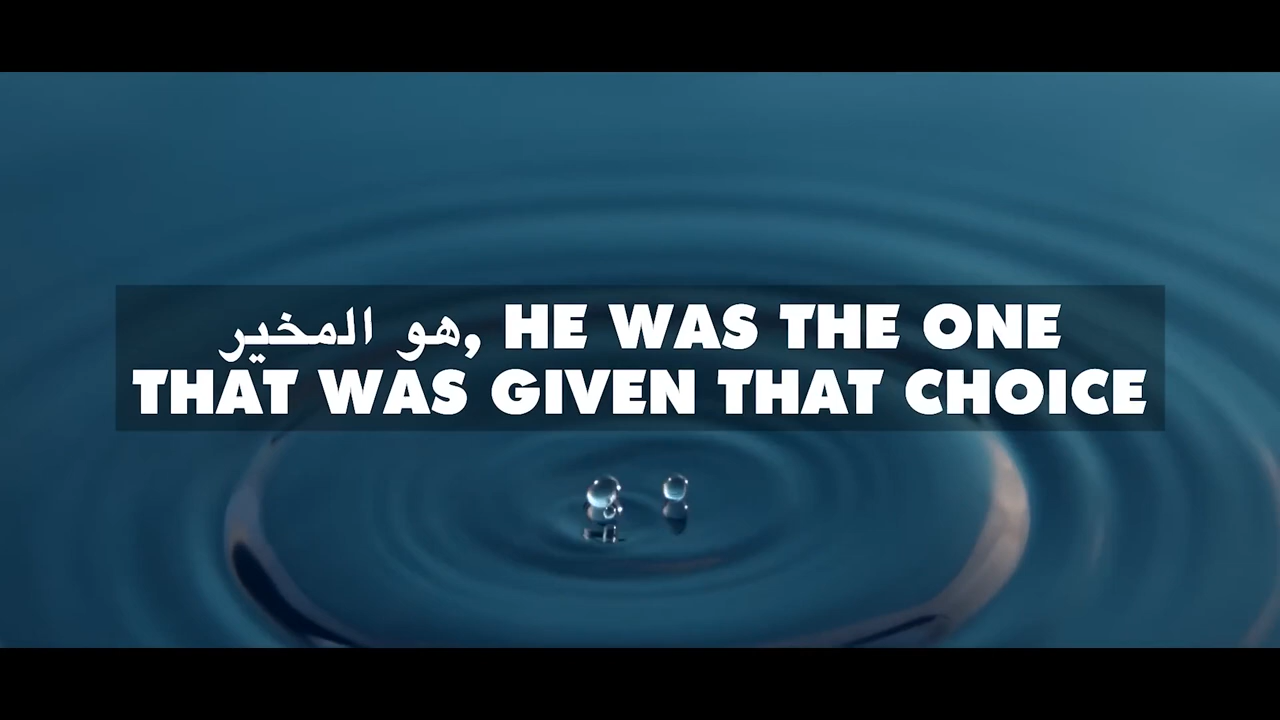 هو المخير, HE WAS THE ONE
THAT WAS GIVEN THAT CHOICE